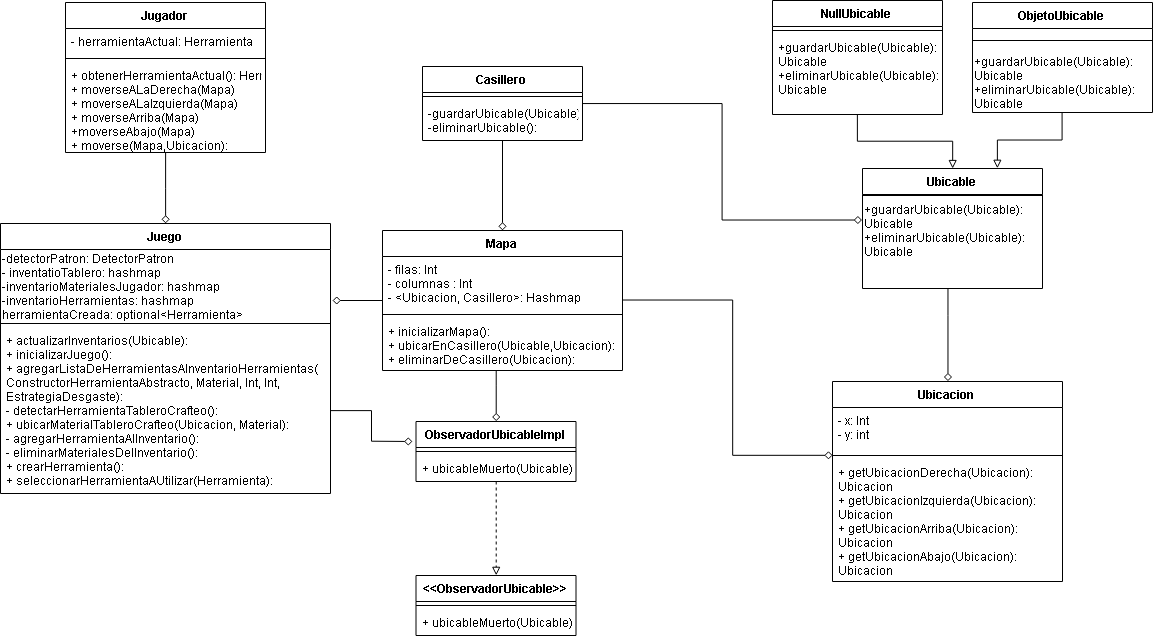 Jugador
- herramientaActual: Herramienta
+ obtenerHerramientaActual(): Herr
+ moverseALaDerecha(Mapa)
+ moverseALaIzquierda(Mapa)
+ moverseArriba(Mapa)
+moverseAbajo(Mapa)
+ moverse(Mapa,Ubicacion):
Casillero
-guardarUbicable(Ubicable)
-eliminarUbicable():
NullUbicable
+guardarUbicable(Ubicable):
Ubicable
+eliminarUbicable(Ubicable):
Ubicable
ObjetoUbicable
+guardarUbicable(Ubicable):
Ubicable
+eliminarUbicable(Ubicable):
Ubicable
Ubicable
+guardarUbicable(Ubicable):
Ubicable
+eliminarUbicable(Ubicable):
Ubicable
Juego
-detectorPatron: DetectorPatron
- inventatioTablero: hashmap
-inventarioMaterialesJugador: hashmap
-inventarioHerramientas: hashmap
herramientaCreada: optional<Herramienta>
+ actualizarInventarios(Ubicable):
+ inicializarJuego():
+ agregarListaDeHerramientasAInventarioHerramientas(
ConstructorHerramientaAbstracto, Material, Int, Int,
EstrategiaDesgaste):
- detectarHerramientaTableroCrafteo():
+ ubicarMaterialTableroCrafteo(Ubicacion, Material):
- agregarHerramientaAlInventario():
- eliminarMaterialesDelInventario():
+ crearHerramienta():
+ seleccionarHerramientaAUtilizar(Herramienta):
Mapa
- filas: Int
- columnas : Int
- <Ubicacion, Casillero>: Hashmap
+ inicializarMapa():
+ ubicarEnCasillero(Ubicable,Ubicacion):
+ eliminarDeCasillero(Ubicacion):
ObservadorUbicableImpl
+ ubicableMuerto(Ubicable)
<<ObservadorUbicable>>
+ ubicableMuerto(Ubicable)
Ubicacion
- x: Int
- y: int
+ getUbicacionDerecha(Ubicacion):
Ubicacion
+ getUbicacionIzquierda(Ubicacion):
Ubicacion
+ getUbicacionArriba(Ubicacion):
Ubicacion
+ getUbicacionAbajo(Ubicacion):
Ubicacion